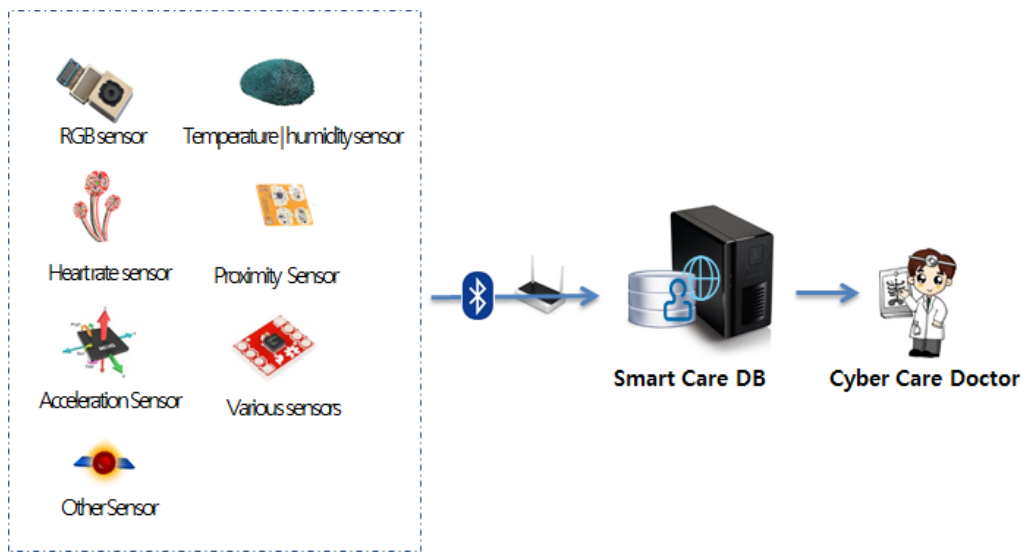 RGB sensor
Temperature | humidity sensor
Heart rate sensor
Proximity Sensor
Acceleration Sensor
Various sensors
Other Sensor
Smart Care DB
Cyber Care Doctor